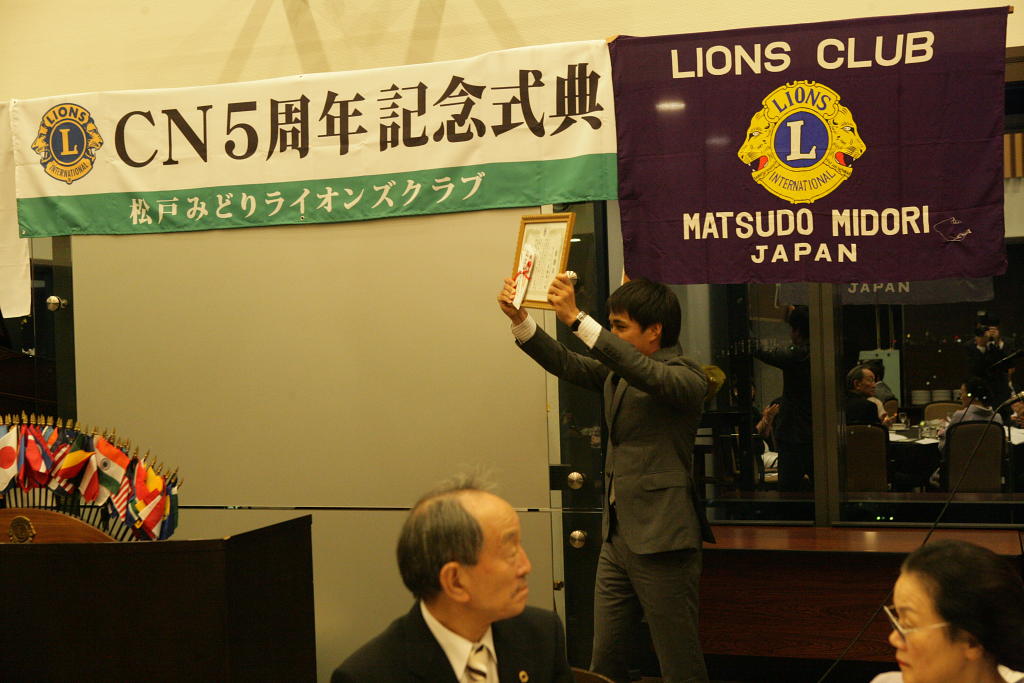 LIONS
L
INTERNATIONAL
CN5周年記念式典
松戸みどりライオンズクラブ
LIONS CLUB
LIONS
L
INTERNATIONAL
MATSUDO MIDORI
JAPAN
JAPAN